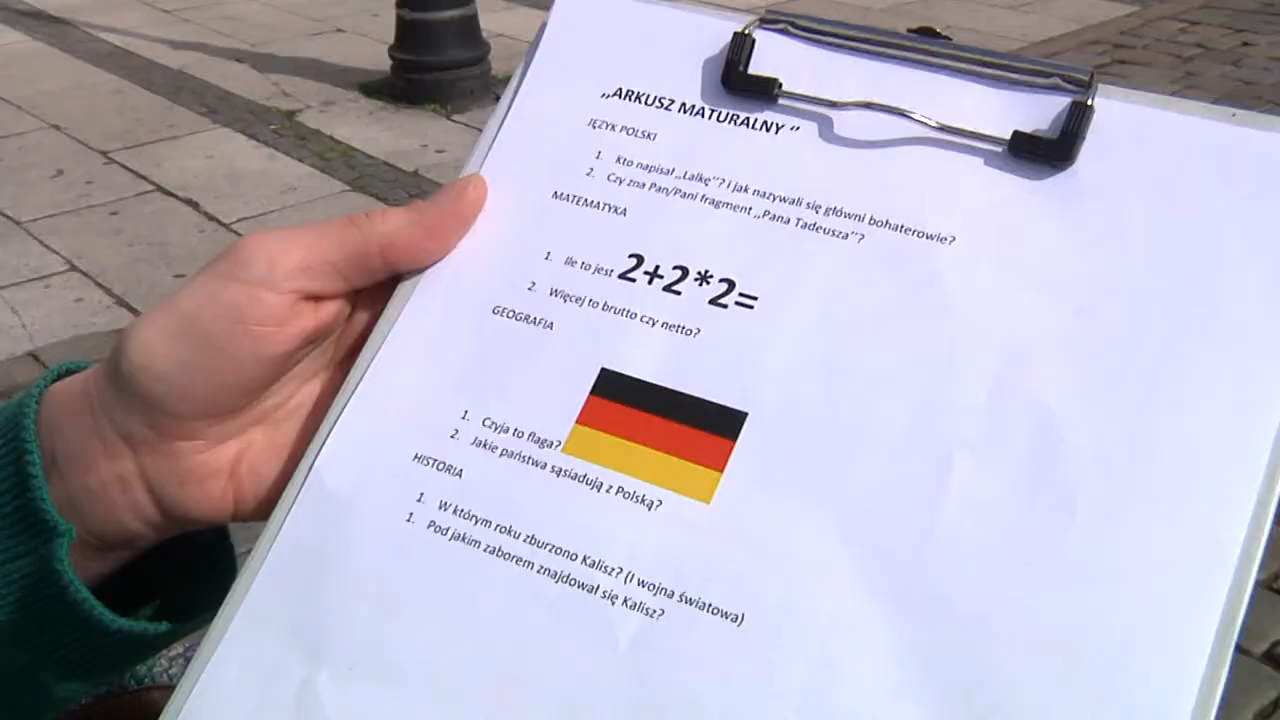 ,,ARKUSZ MATURALNY ”
JĘZYK POLSKI
1. Kto napisał ,,Lalkę”? i jak nazywali się główni bohaterowie?
2. Czy zna Pan/Pani fragment ,,Pana Tadeusza”?
MATEMATYKA
1. Ile to jest 2+2*2=
2. Więcej to brutto czy netto?
GEOGRAFIA
1. Czyja to flaga?
2. Jakie państwa sąsiadują z Polską?
HISTORIA
1. W którym roku zburzono Kalisz? (I wojna światowa)
1. Pod jakim zaborem znajdował się Kalisz?